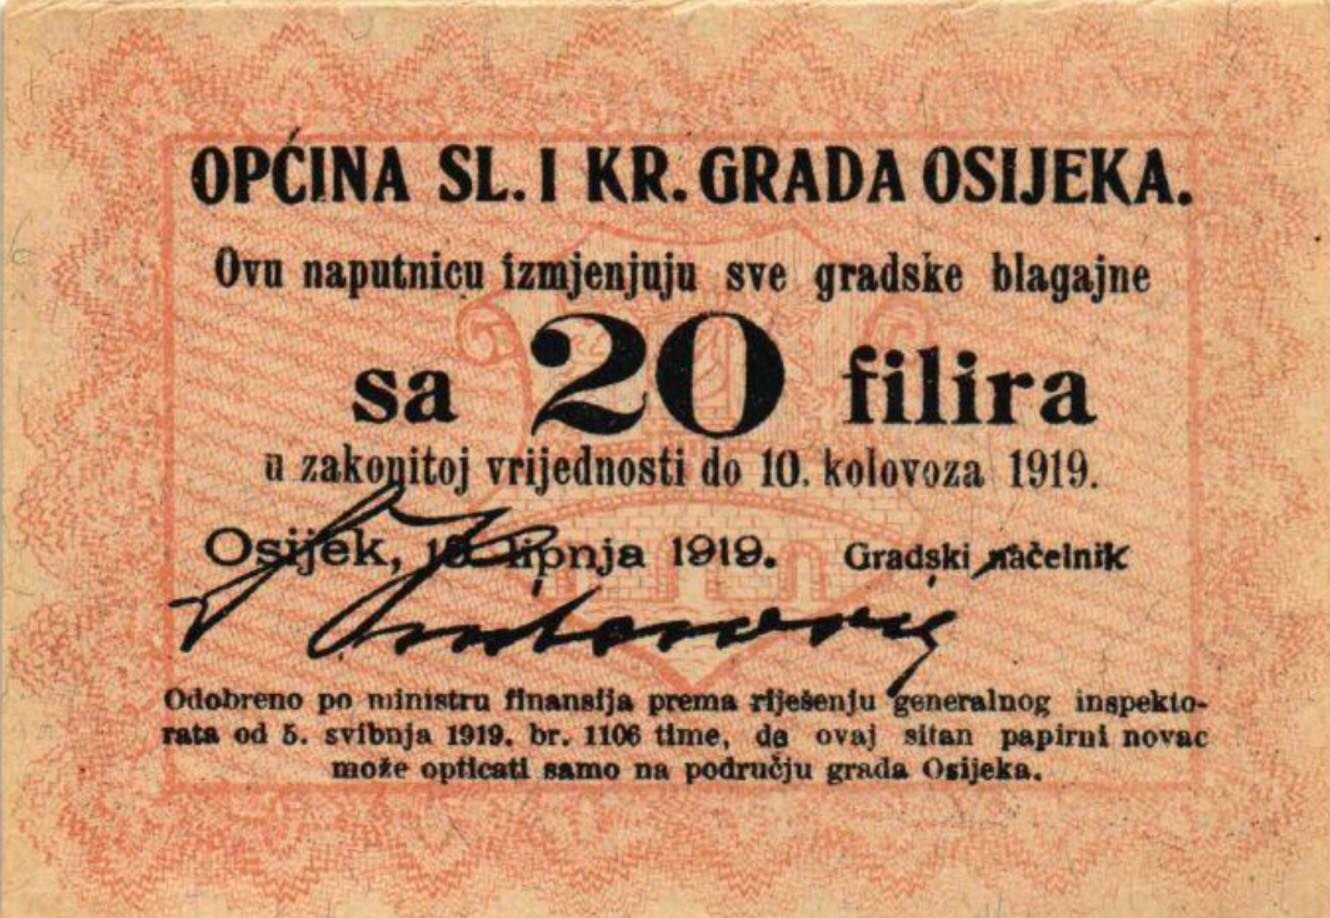 OPĆINA SL. I KR. GRADA OSIJEKA.
Ovu naputnicu izmjenjuju sve gradske blagajne
sa 20 filira
u zakonitoj vrijednosti do 10. kolovoza 1919.
Osijek, lipnja 1919. Gradski načelnik
Odobreno po ministru finansija prema riješenju generalnog inspekto-
rata od 5. svibnja 1919. br. 1106 time, da ovaj sitan papirni novac
može opticati samo na području grada Osijeka.